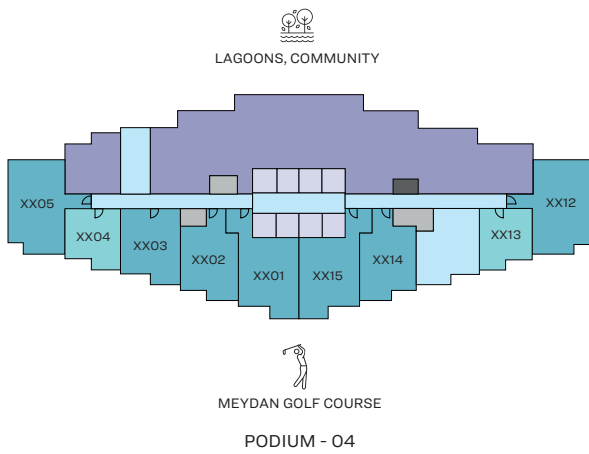 LAGOONS, COMMUNITY
XX05
XX12
XX04
XX03
XX02
XX01
XX15
XX14
XX13
MEYDAN GOLF COURSE
PODIUM - 04